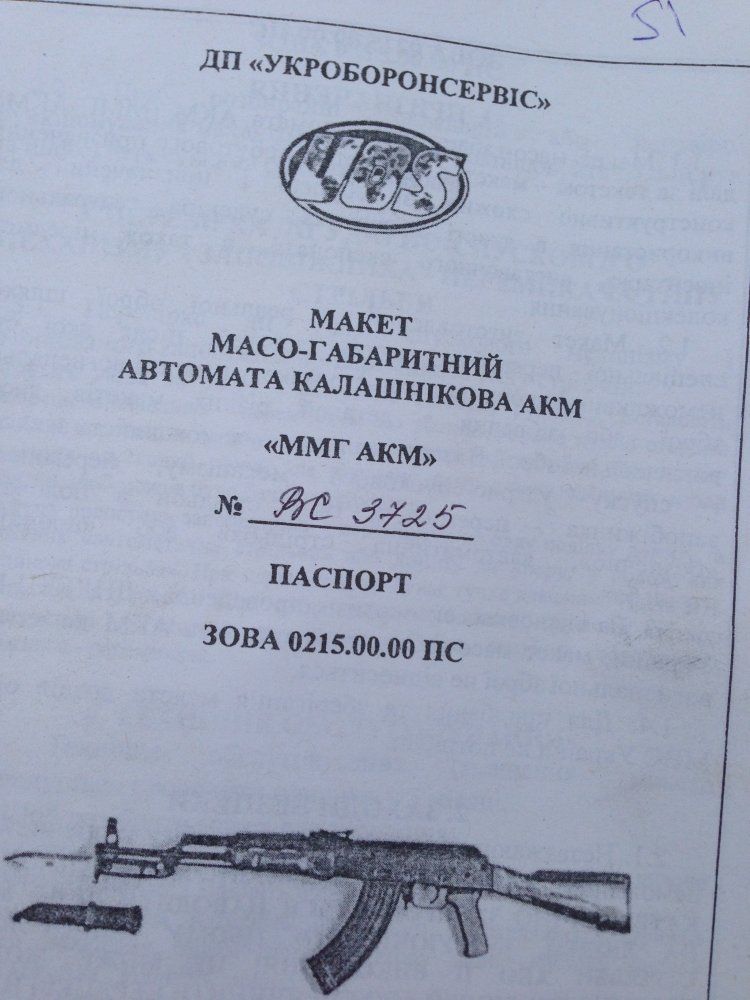 51
ДП «УКРОБОРОНСЕРВІС»
UOS
МАКЕТ
МАСО-ГАБАРИТНИЙ
АВТОМАТА КАЛАШНІКОВА АКМ
«ММГ АКМ»
№ ВС 3725
ПАСПОРТ
ЗОВА 0215.00.00 ПС